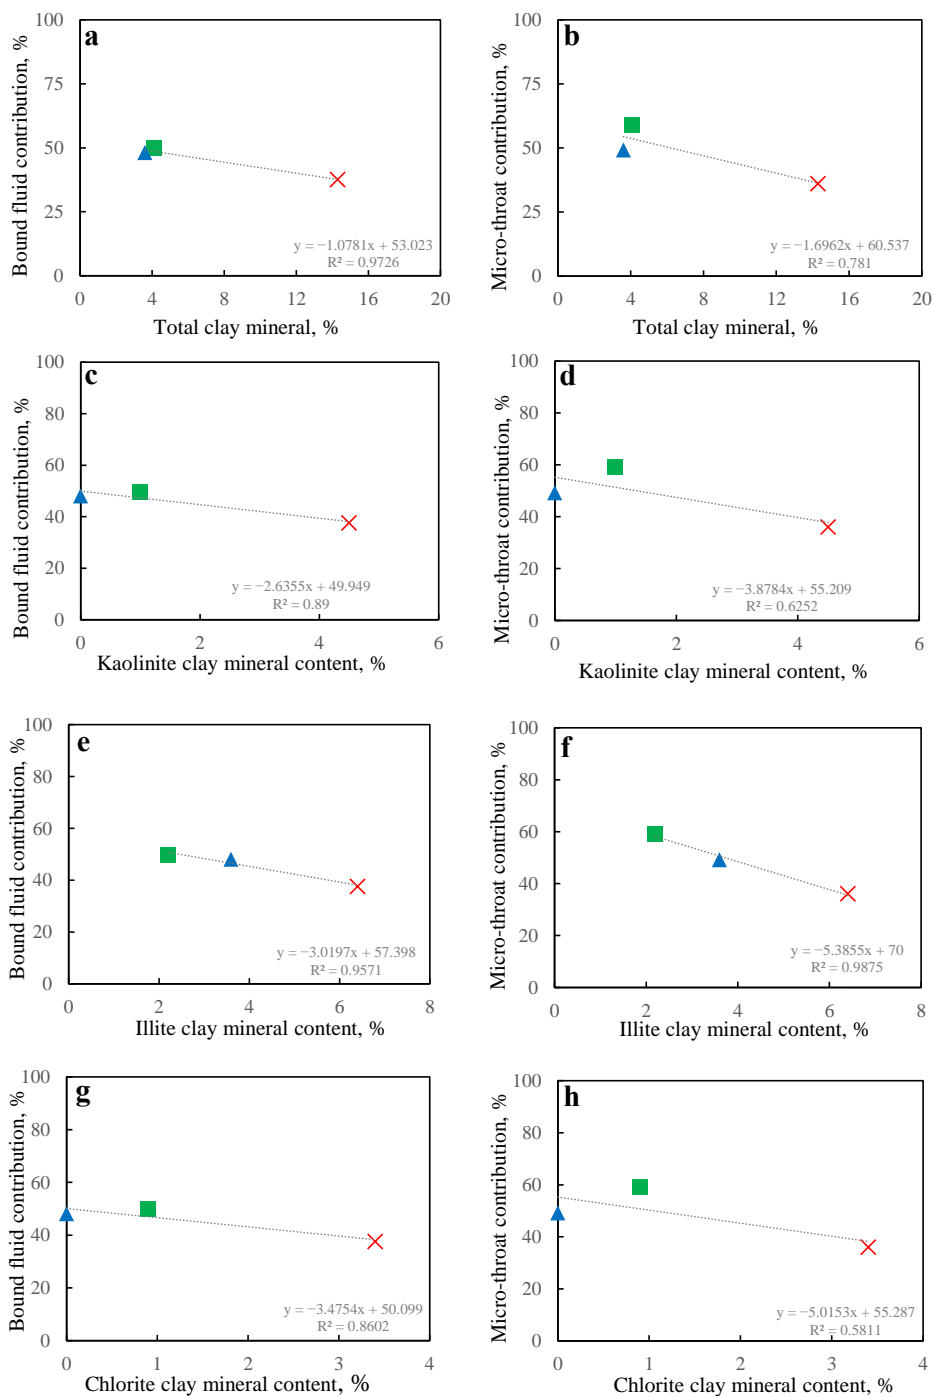 a
Bound fluid contribution, %
100
75
50
25
0
y = −1.0781x + 53.023
R² = 0.9726
0 4 8 12 16 20
Total clay mineral, %
b
Micro-throat contribution, %
100
75
50
25
0
y = −1.6962x + 60.537
R² = 0.781
0 4 8 12 16 20
Total clay mineral, %
c
Bound fluid contribution, %
100
80
60
40
20
0
y = −2.6355x + 49.949
R² = 0.89
0 2 4 6
Kaolinite clay mineral content, %
d
Micro-throat contribution, %
100
80
60
40
20
0
y = −3.8784x + 55.209
R² = 0.6252
0 2 4 6
Kaolinite clay mineral content, %
e
Bound fluid contribution, %
100
80
60
40
20
0
y = −3.0197x + 57.398
R² = 0.9571
0 2 4 6 8
Illite clay mineral content, %
f
Micro-throat contribution, %
100
80
60
40
20
0
y = −5.3855x + 70
R² = 0.9875
0 2 4 6 8
Illite clay mineral content, %
g
Bound fluid contribution, %
100
80
60
40
20
0
y = −3.4754x + 50.099
R² = 0.8602
0 1 2 3 4
Chlorite clay mineral content, %
h
Micro-throat contribution, %
100
80
60
40
20
0
y = −5.0153x + 55.287
R² = 0.5811
0 1 2 3 4
Chlorite clay mineral content, %